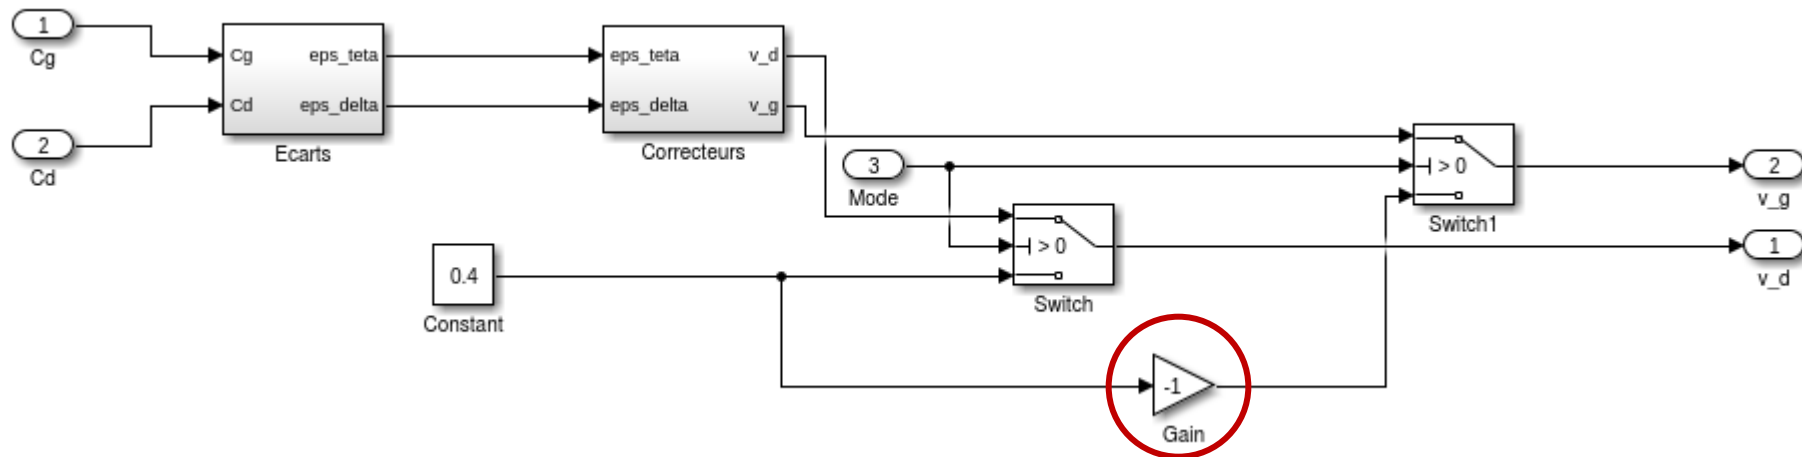 1
Cg
2
Cd
Cg eps_teta
Cd eps_delta
Ecarts
eps_teta v_d
eps_delta v_g
Correcteurs
3
Mode
> 0
Switch1
2
v_g
> 0
Switch
1
v_d
0.4
Constant
-1
Gain